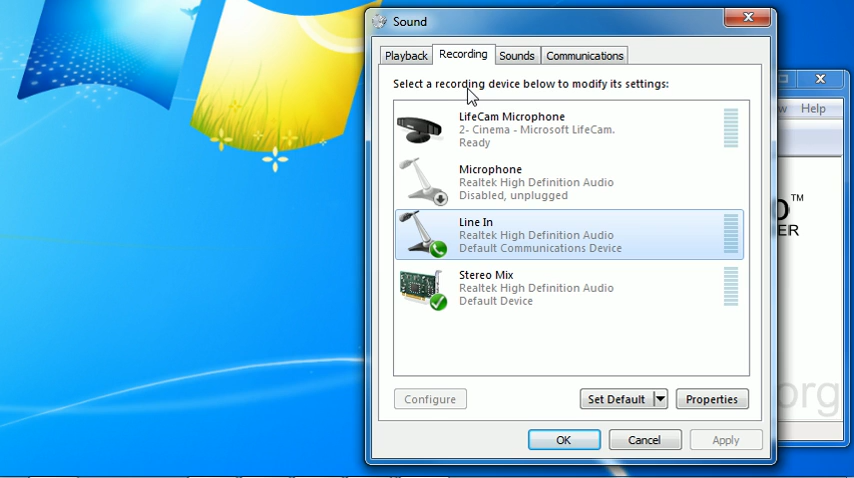 Sound
Playback Recording Sounds Communications
Select a recording device below to modify its settings:
LifeCam Microphone
2- Cinema - Microsoft LifeCam.
Ready
Microphone
Realtek High Definition Audio
Disabled, unplugged
Line In
Realtek High Definition Audio
Default Communications Device
Stereo Mix
Realtek High Definition Audio
Default Device
Configure Set Default Properties
OK Cancel Apply
w Help
o™
ER
org